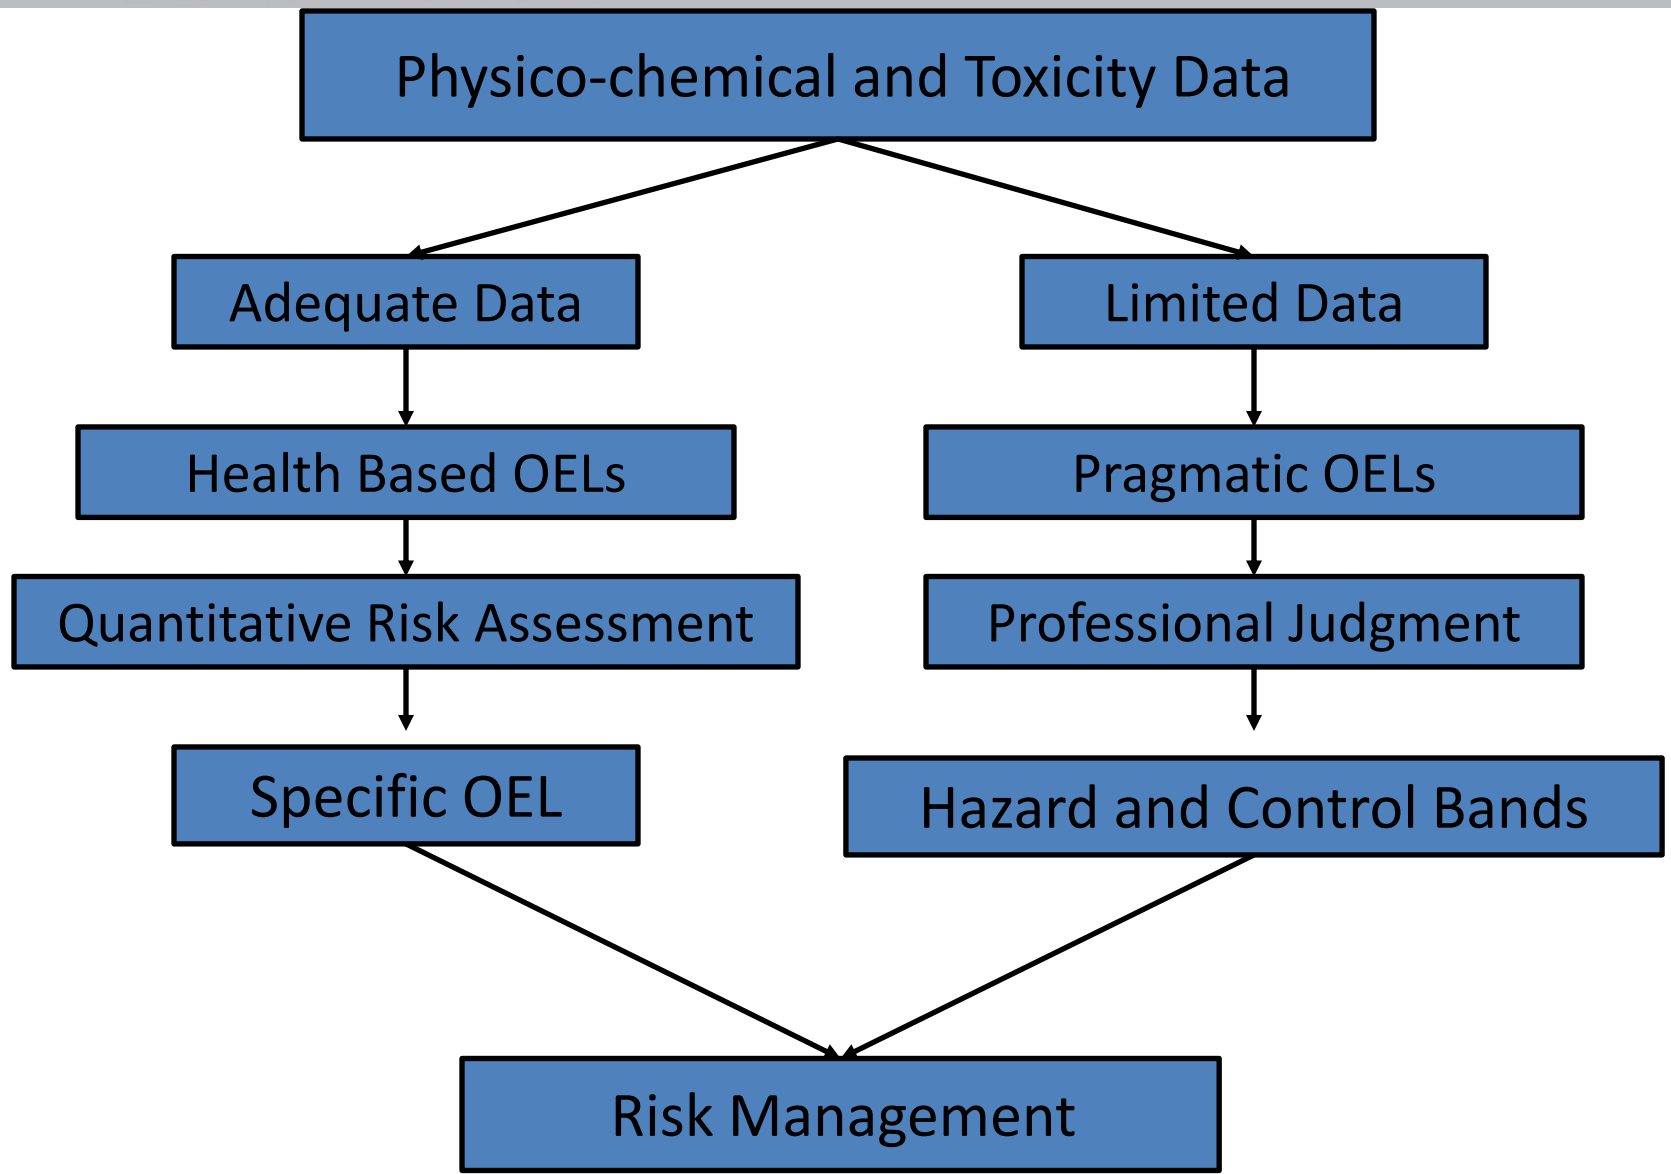 Physico-chemical and Toxicity Data
Adequate Data
Limited Data
Health Based OELs
Pragmatic OELs
Quantitative Risk Assessment
Professional Judgment
Specific OEL
Hazard and Control Bands
Risk Management